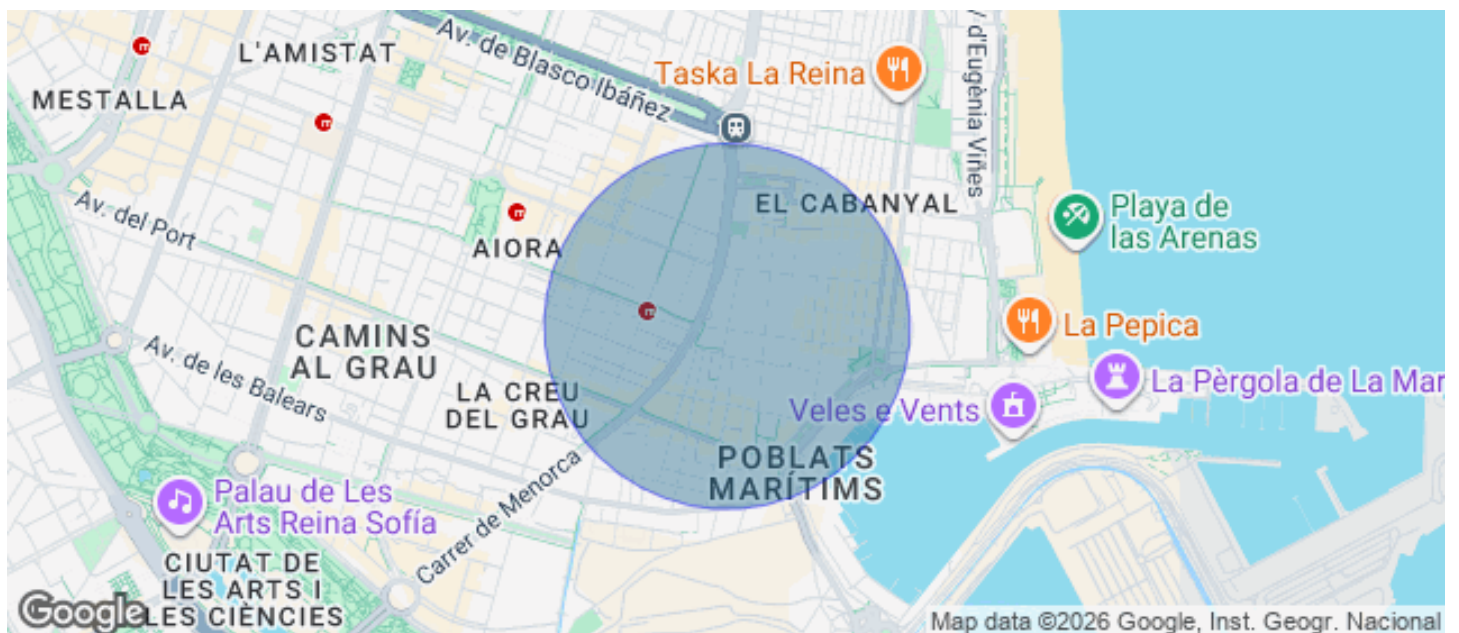 L'AMISTAT
Av. de Blasco Ibáñez
Taska La Reina
d'Eugènia Viñes
MESTALLA
EL CABANYAL
Playa de
las Arenas
Av. del Port
AIORA
CAMINS
AL GRAU
La Pepica
Av. de les Balears
LA CREU
DEL GRAU
La Pèrgola de La Mar
Veles e Vents
POBLATS
MARÍTIMS
Palau de Les
Arts Reina Sofía
Carrer de Menorca
CIUTAT DE
LES ARTS I
LES CIÈNCIES
Google
Map data ©2026 Google, Inst. Geogr. Nacional